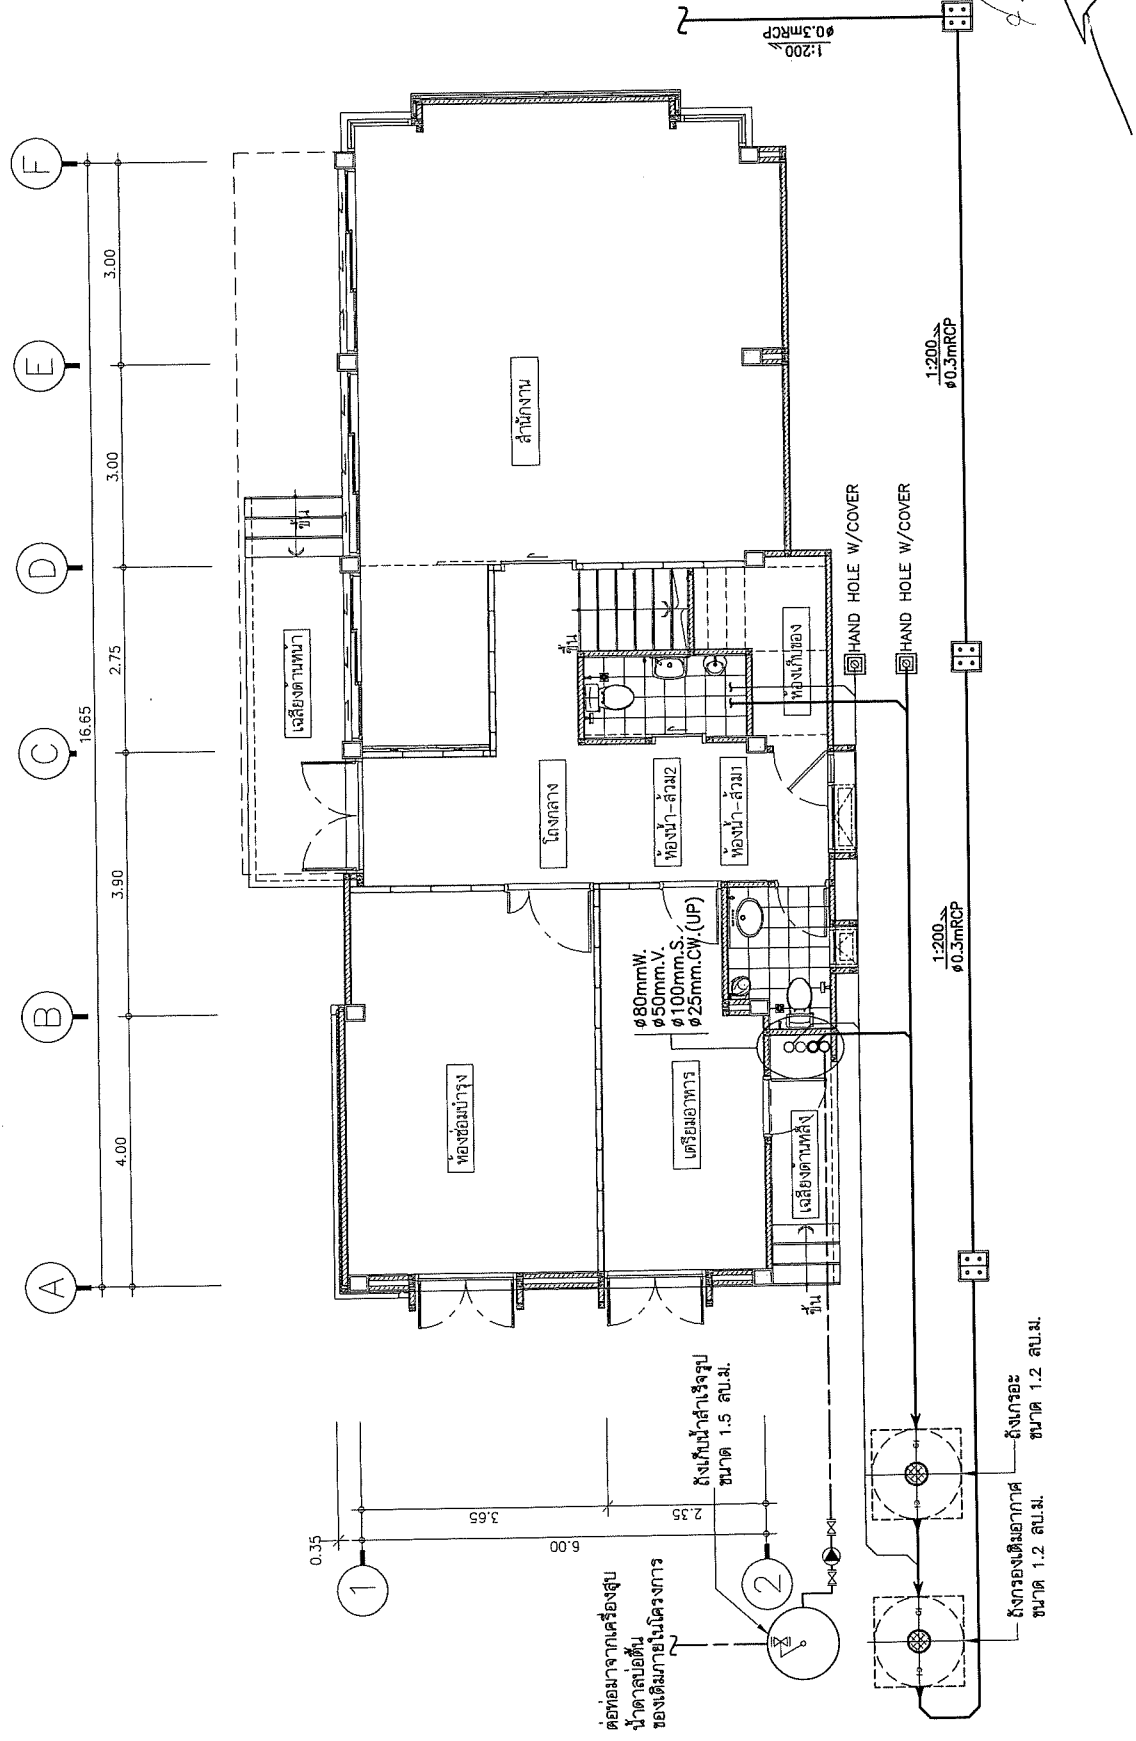 A
B
C
D
E
F
16.65
4.00
3.90
2.75
3.00
3.00
เฉลียงด้านหน้า
ขึ้น
ห้องซ่อมบำรุง
โถงกลาง
สำนักงาน
เตรียมอาหาร
ห้องน้ำ-ส้วม2
ห้องน้ำ-ส้วม1
ขึ้น
ห้องเก็บของ
เฉลียงด้านหลัง
ขึ้น
ø80mmW.
ø50mm.V.
ø100mm.S.
ø25mm.CW.(UP)
HAND HOLE W/COVER
HAND HOLE W/COVER
1:200
ø0.3mRCP
1:200
ø0.3mRCP
1:200
ø0.3mRCP
0.35
3.65
2.35
6.00
1
2
ต่อท่อมาจากเครื่องสูบ
น้ำดาลบ่อตื้น
ของเดิมภายในโครงการ
ถังเก็บน้ำสำเร็จรูป
ขนาด 1.5 ลบ.ม.
ถังกรองเติมอากาศ
ขนาด 1.2 ลบ.ม.
ถังเกรอะ
ขนาด 1.2 ลบ.ม.